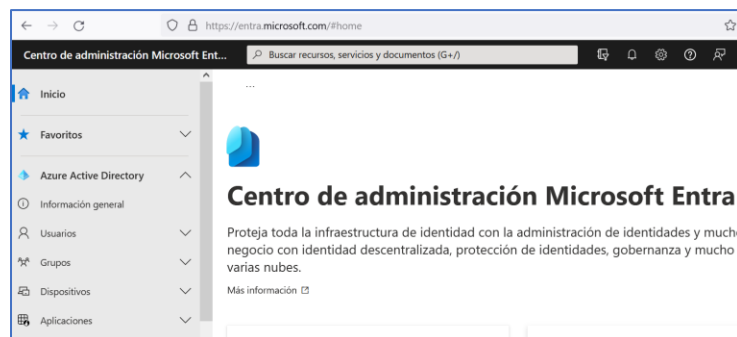 https://entra.microsoft.com/#home
Centro de administración Microsoft Ent...
Buscar recursos, servicios y documentos (G+/)
Inicio
...
Favoritos
Azure Active Directory
Información general
Usuarios
Grupos
Dispositivos
Aplicaciones
Centro de administración Microsoft Entra
Proteja toda la infraestructura de identidad con la administración de identidades y mucho
negocio con identidad descentralizada, protección de identidades, gobernanza y mucho
varias nubes.
Más información